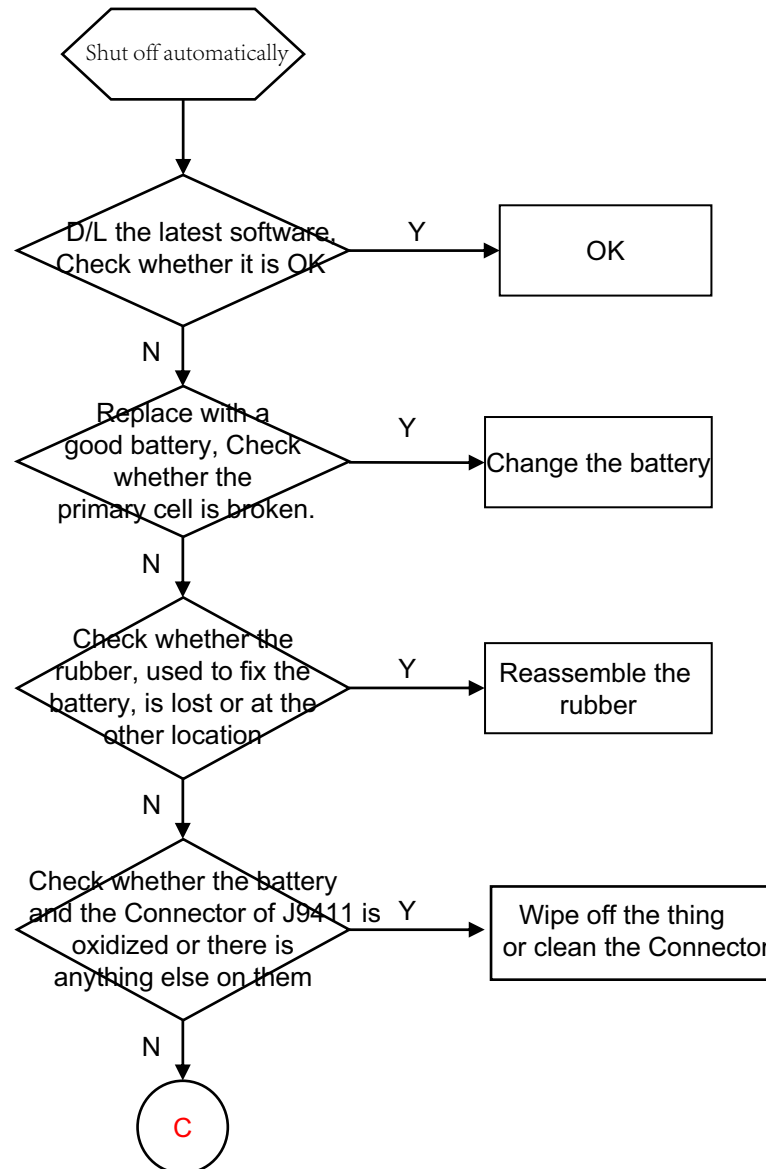 Shut off automatically
D/L the latest software,
Check whether it is OK
Y
OK
N
Replace with a
good battery, Check
whether the
primary cell is broken.
Y
Change the battery
N
Check whether the
rubber, used to fix the
battery, is lost or at the
other location
Y
Reassemble the
rubber
N
Check whether the battery
and the Connector of J9411 is
oxidized or there is
anything else on them
Y
Wipe off the thing
or clean the Connector
N
C